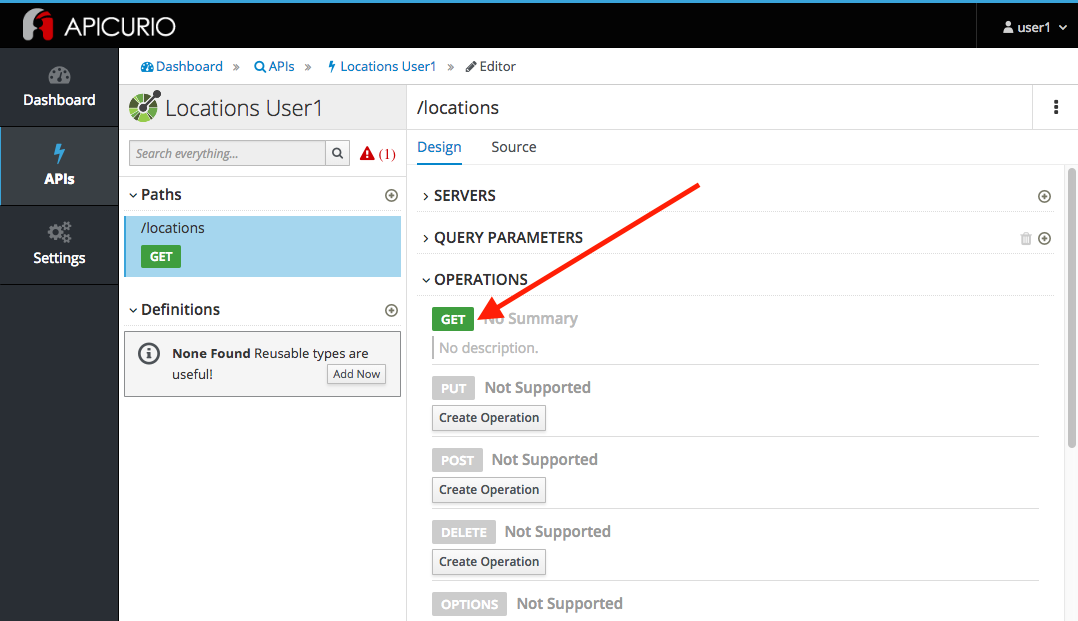 APICURIO
user1
Dashboard » APIs » Locations User1 » Editor
Dashboard
APIs
Settings
Locations User1
Search everything...
(1)
Paths
/locations
GET
Definitions
None Found Reusable types are
useful!
Add Now
/locations
Design Source
SERVERS
QUERY PARAMETERS
OPERATIONS
GET No Summary
No description.
PUT Not Supported
Create Operation
POST Not Supported
Create Operation
DELETE Not Supported
Create Operation
OPTIONS Not Supported